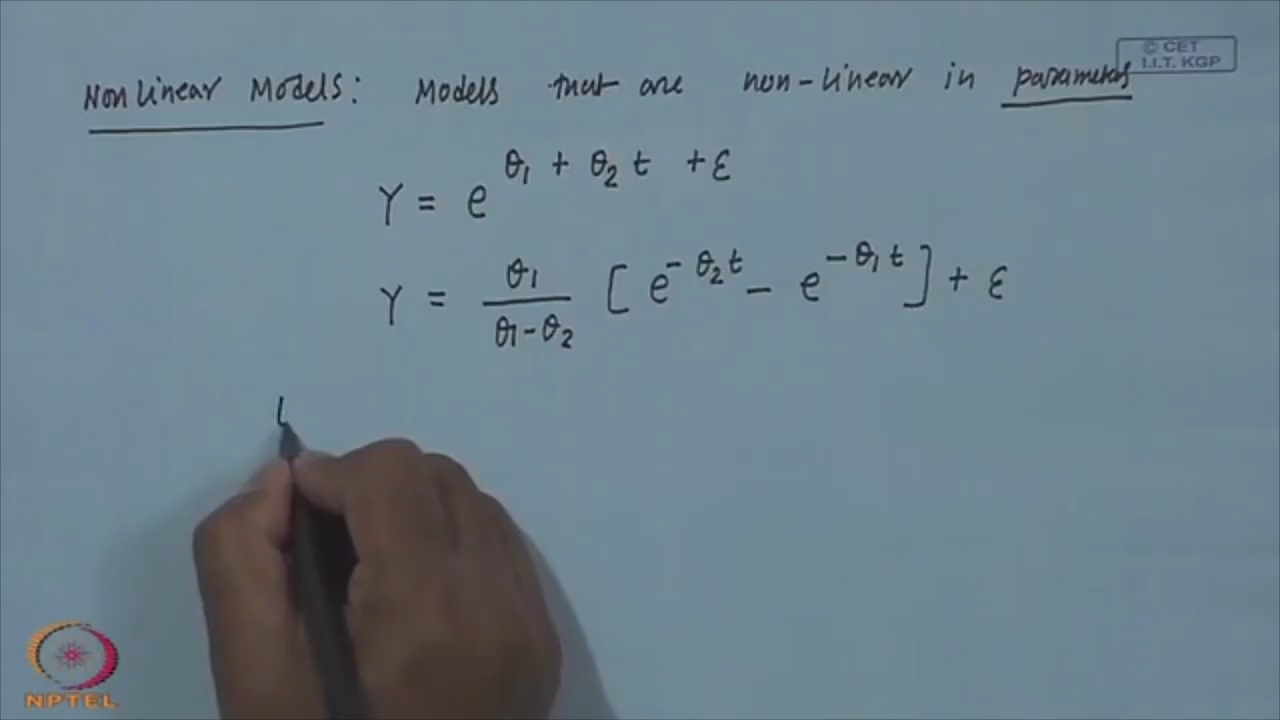 © CET
I.I.T. KGP
Non linear Models: Models that are non-linear in parameters
Y = e^{θ₁ + θ₂ t + ε}
Y = \frac{θ₁}{θ₁ - θ₂} [ e^{- θ₂ t} - e^{- θ₁ t} ] + ε
NPTEL